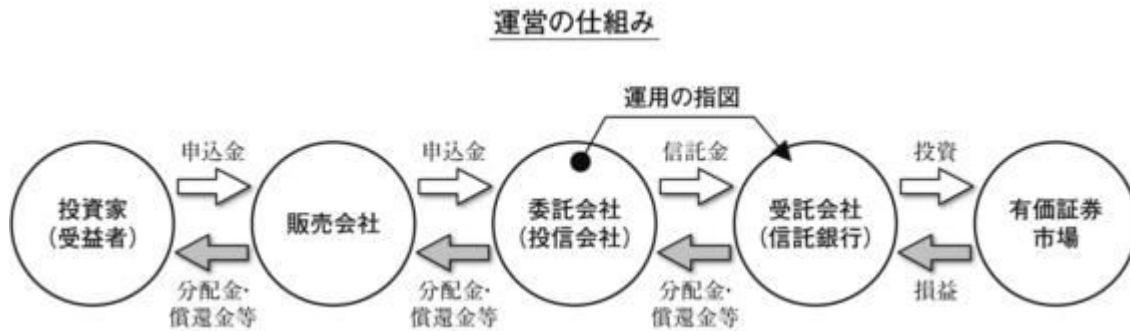 運営の仕組み
運用の指図
申込金
申込金
信託金
投資
投資家
(受益者)
販売会社
委託会社
(投信会社)
受託会社
(信託銀行)
有価証券
市場
分配金・
償還金等
分配金・
償還金等
分配金・
償還金等
損益